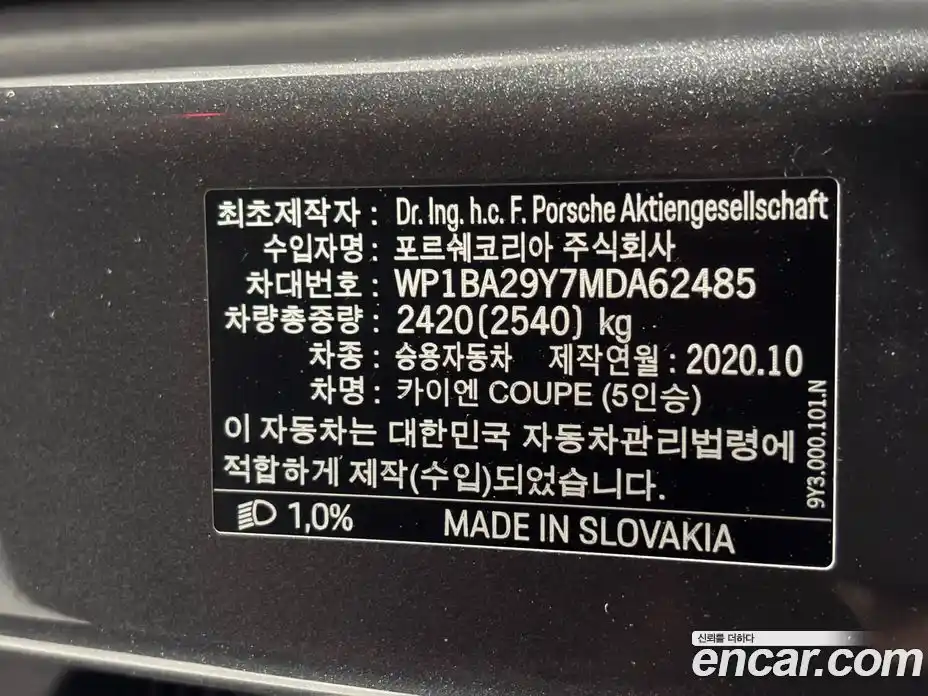 최초제작자 : Dr. Ing. h.c. F. Porsche Aktiengesellschaft
수입자명 : 포르쉐코리아 주식회사
차대번호 : WP1BA29Y7MDA62485
차량총중량 : 2420(2540) kg
차종 : 승용자동차 제작연월 : 2020.10
차명 : 카이엔 COUPE (5인승)
이 자동차는 대한민국 자동차관리법령에
적합하게 제작(수입)되었습니다.
9Y3.000.101.N
1,0% MADE IN SLOVAKIA
신뢰를 더하다
encar.com